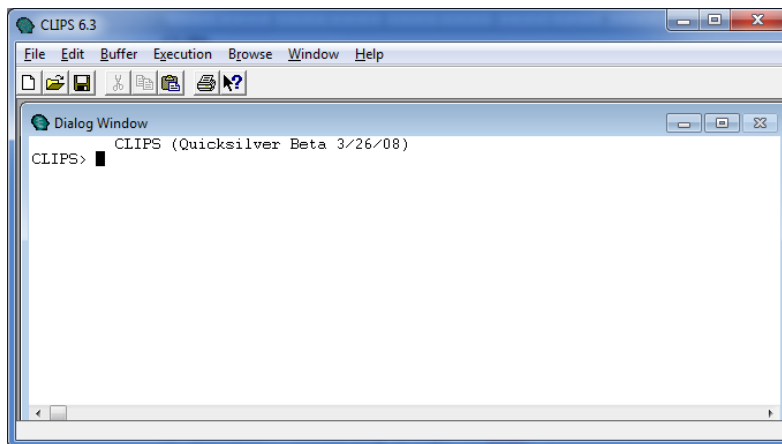 CLIPS 6.3
File Edit Buffer Execution Browse Window Help
Dialog Window
CLIPS (Quicksilver Beta 3/26/08)
CLIPS>